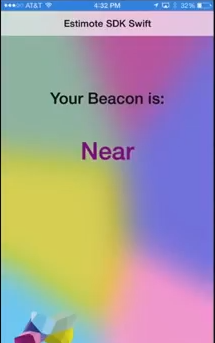 AT&T 4:32 PM 32%
Estimote SDK Swift
Your Beacon is:
Near